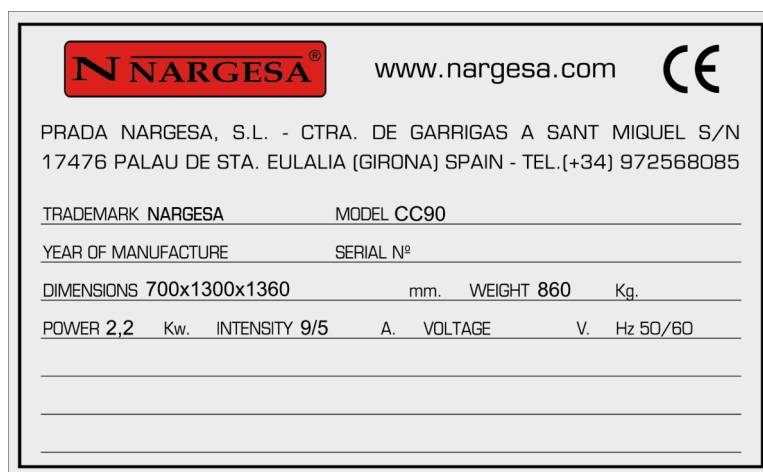 N NARGESA® www.nargesa.com CE
PRADA NARGESA, S.L. - CTRA. DE GARRIGAS A SANT MIQUEL S/N
17476 PALAU DE STA. EULALIA (GIRONA) SPAIN - TEL.(+34) 972568085
TRADEMARK NARGESA MODEL CC90
YEAR OF MANUFACTURE SERIAL Nº
DIMENSIONS 700x1300x1360 mm. WEIGHT 860 Kg.
POWER 2,2 Kw. INTENSITY 9/5 A. VOLTAGE V. Hz 50/60